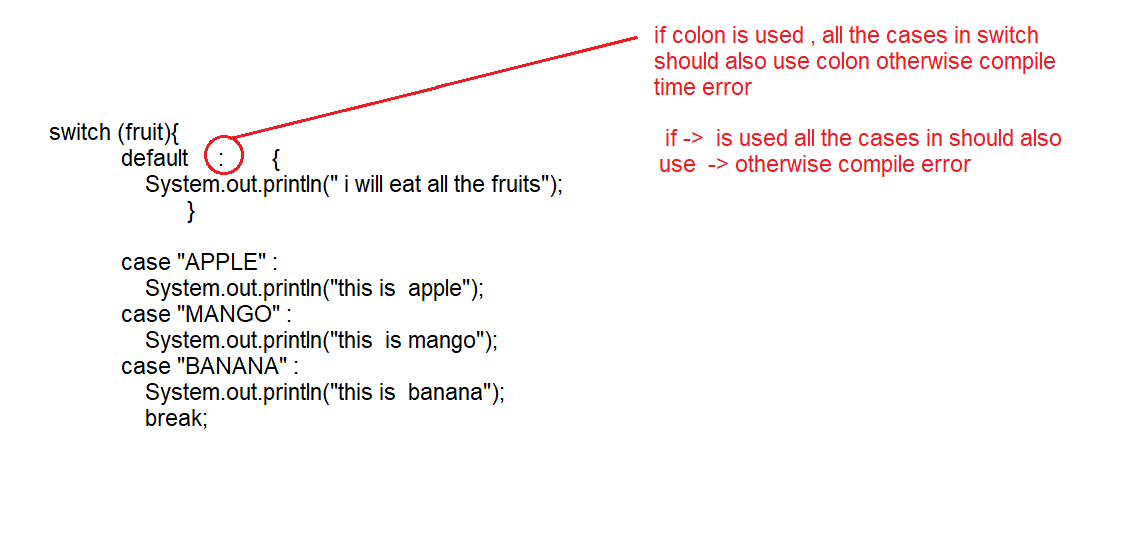 if colon is used , all the cases in switch
should also use colon otherwise compile
time error
if -> is used all the cases in should also
use -> otherwise compile error
switch (fruit){
default : {
System.out.println(" i will eat all the fruits");
}
case "APPLE" :
System.out.println("this is  apple");
case "MANGO" :
System.out.println("this  is mango");
case "BANANA" :
System.out.println("this is  banana");
break;